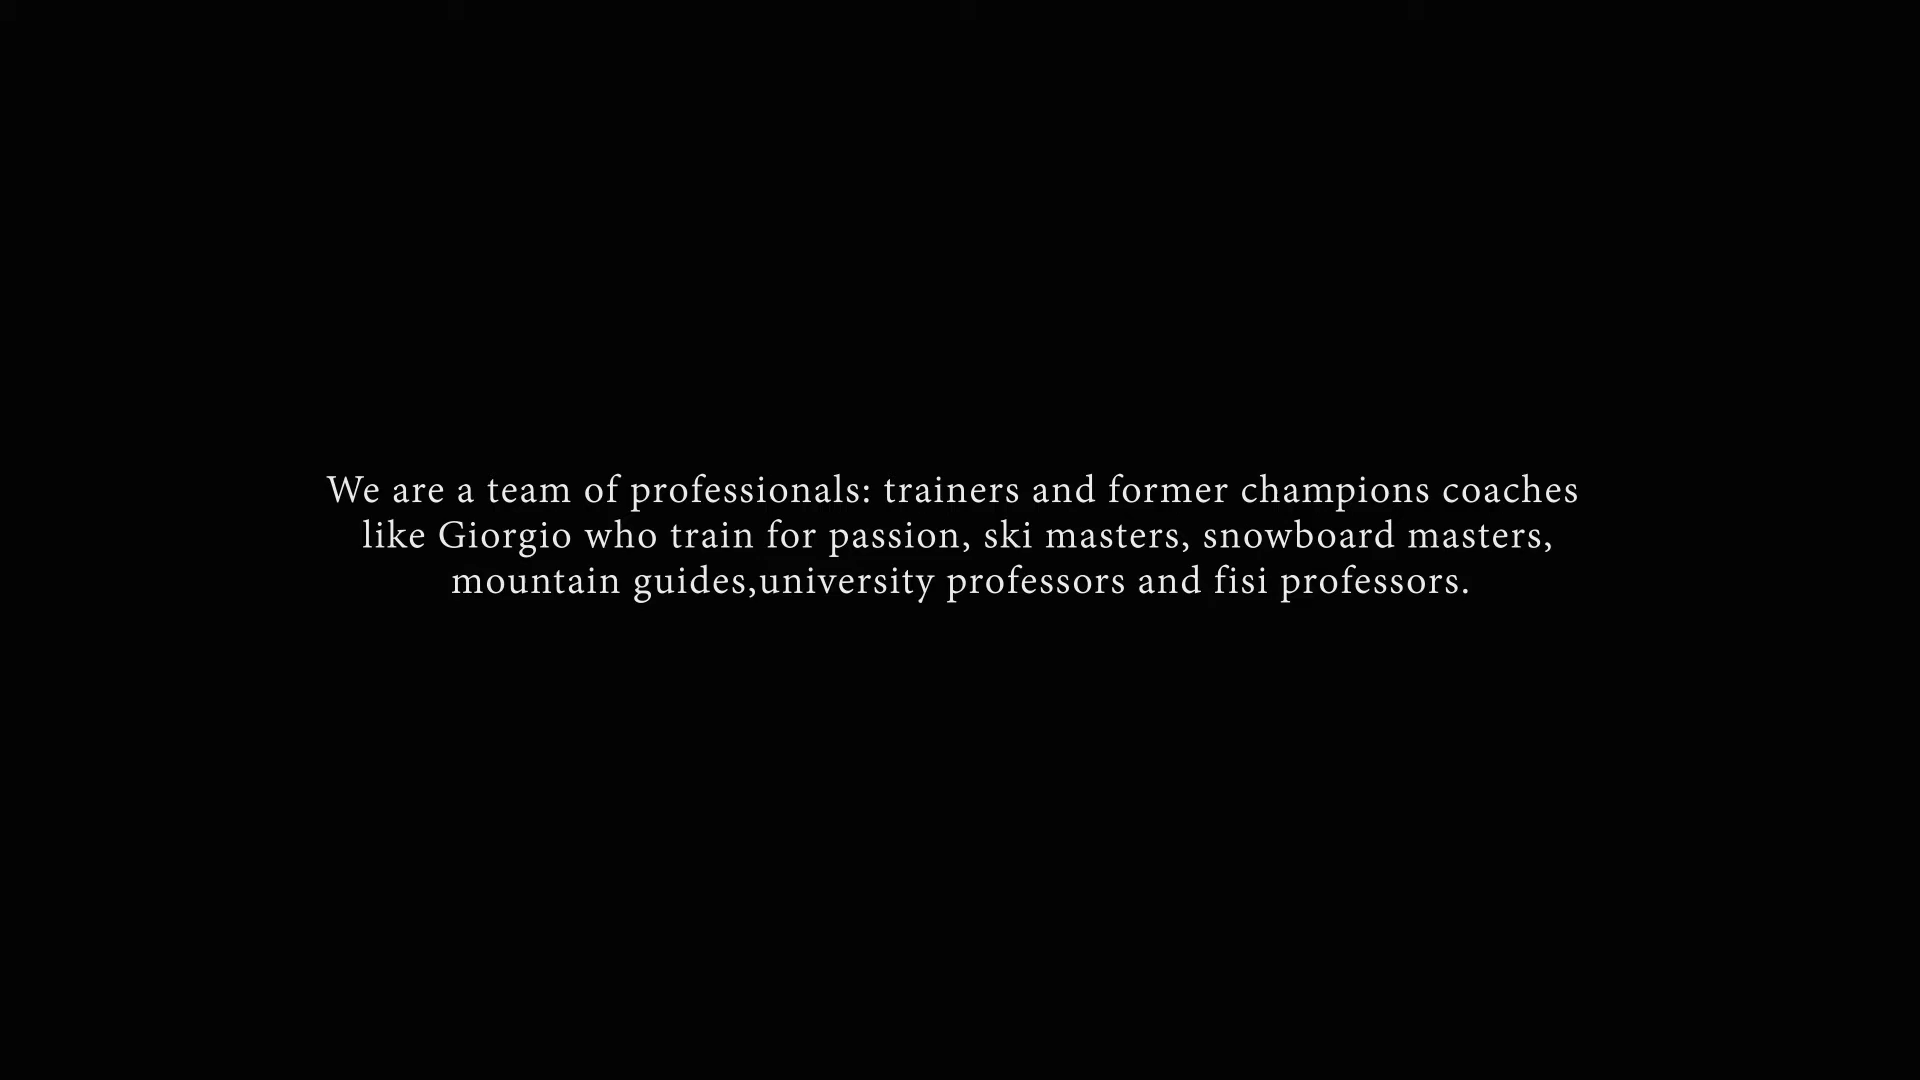 We are a team of professionals: trainers and former champions coaches
like Giorgio who train for passion, ski masters, snowboard masters,
mountain guides,university professors and fisi professors.